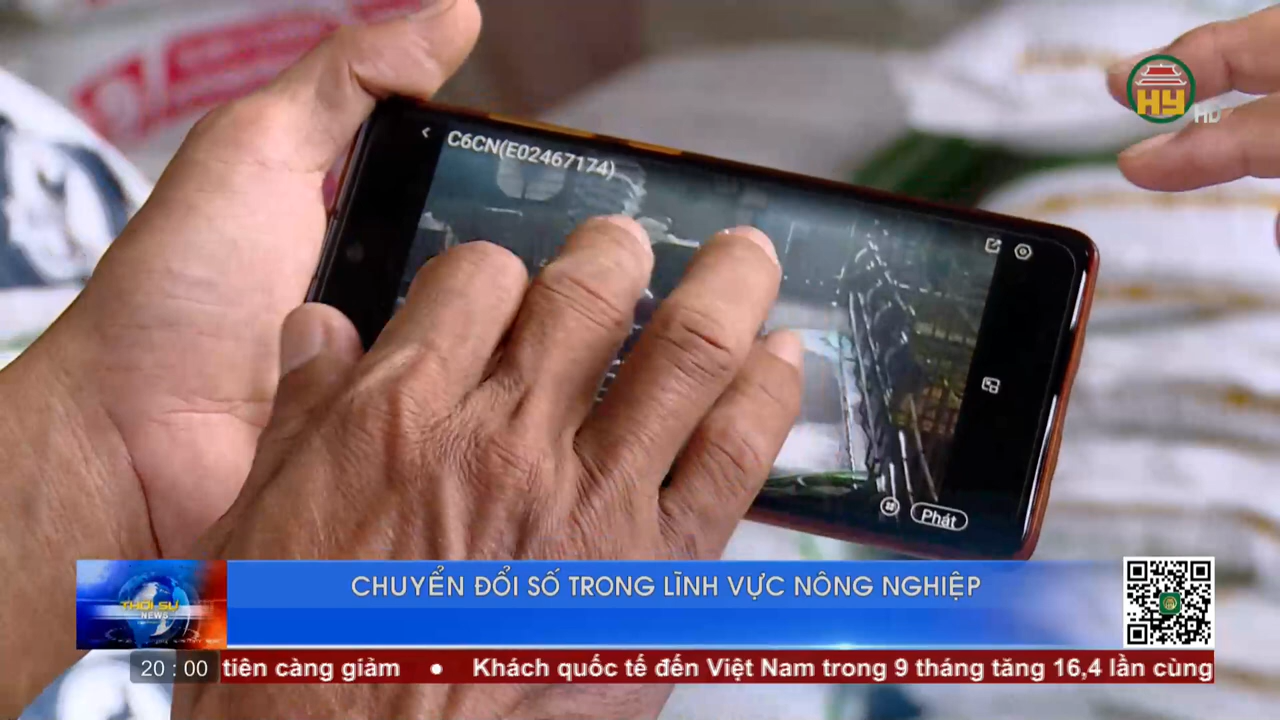 C6CN(E02467174)
HY HD
Phát
CHUYỂN ĐỔI SỐ TRONG LĨNH VỰC NÔNG NGHIỆP
THỜI SỰ
NEWS
20 : 00 tiên càng giảm • Khách quốc tế đến Việt Nam trong 9 tháng tăng 16,4 lần cùng